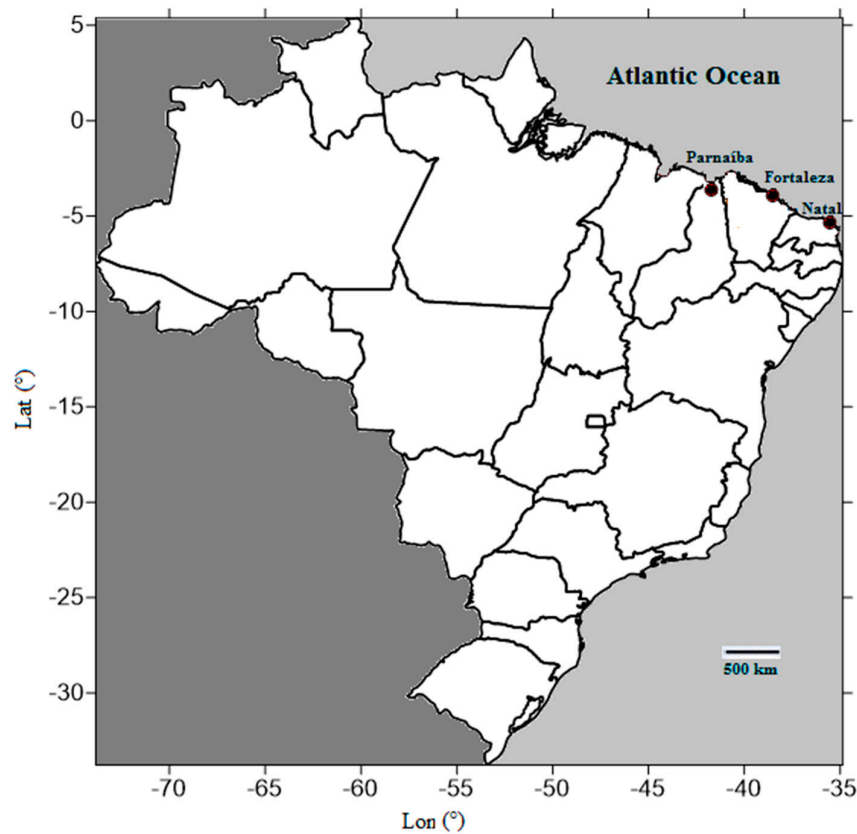 5
Atlantic Ocean
0
Parnaíba
Fortaleza
Natal
-5
-10
-15
Lat (°)
-20
-25
500 km
-30
-70 -65 -60 -55 -50 -45 -40 -35
Lon (°)